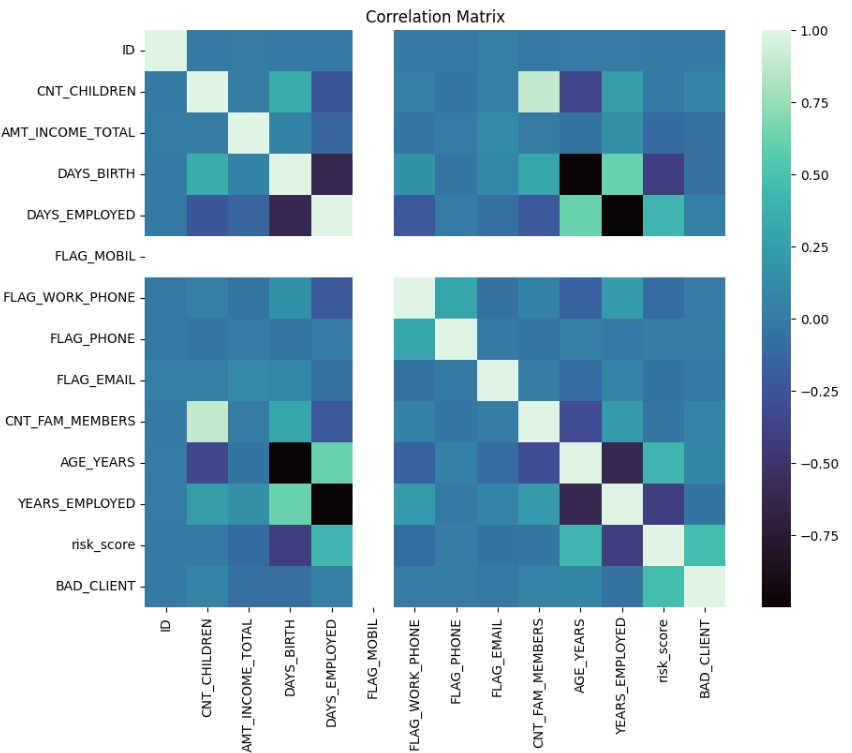 Correlation Matrix
ID
CNT_CHILDREN
AMT_INCOME_TOTAL
DAYS_BIRTH
DAYS_EMPLOYED
FLAG_MOBIL
FLAG_WORK_PHONE
FLAG_PHONE
FLAG_EMAIL
CNT_FAM_MEMBERS
AGE_YEARS
YEARS_EMPLOYED
risk_score
BAD_CLIENT
ID
CNT_CHILDREN
AMT_INCOME_TOTAL
DAYS_BIRTH
DAYS_EMPLOYED
FLAG_MOBIL
FLAG_WORK_PHONE
FLAG_PHONE
FLAG_EMAIL
CNT_FAM_MEMBERS
AGE_YEARS
YEARS_EMPLOYED
risk_score
BAD_CLIENT
1.00
0.75
0.50
0.25
0.00
−0.25
−0.50
−0.75